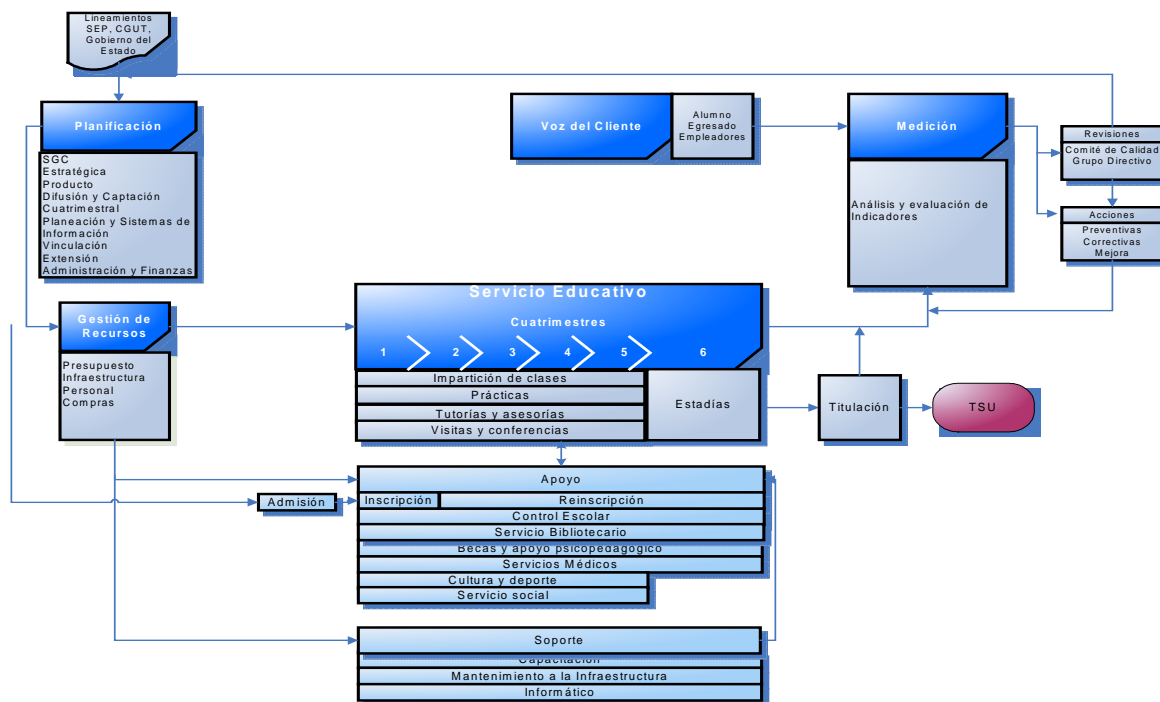 Lineamientos
SEP, CGUT,
Gobierno del
Estado
Planificación
SGC
Estratégica
Producto
Difusión y Captación
Cuatrimestral
Planeación y Sistemas de
Información
Vinculación
Extensión
Administración y Finanzas
Voz del Cliente
Alumno
Egresado
Empleadores
Medición
Análisis y evaluación de
Indicadores
Revisiones
Comité de Calidad
Grupo Directivo
Acciones
Preventivas
Correctivas
Mejora
Gestión de
Recursos
Presupuesto
Infraestructura
Personal
Compras
Servicio Educativo
Cuatrimestres
1 2 3 4 5 6
Impartición de clases
Prácticas
Tutorías y asesorías
Visitas y conferencias
Estadías
Titulación
TSU
Apoyo
Admisión
Inscripción
Reinscripción
Control Escolar
Servicio Bibliotecario
Becas y apoyo psicopedagógico
Servicios Médicos
Cultura y deporte
Servicio social
Soporte
Capacitación
Mantenimiento a la Infraestructura
Informático